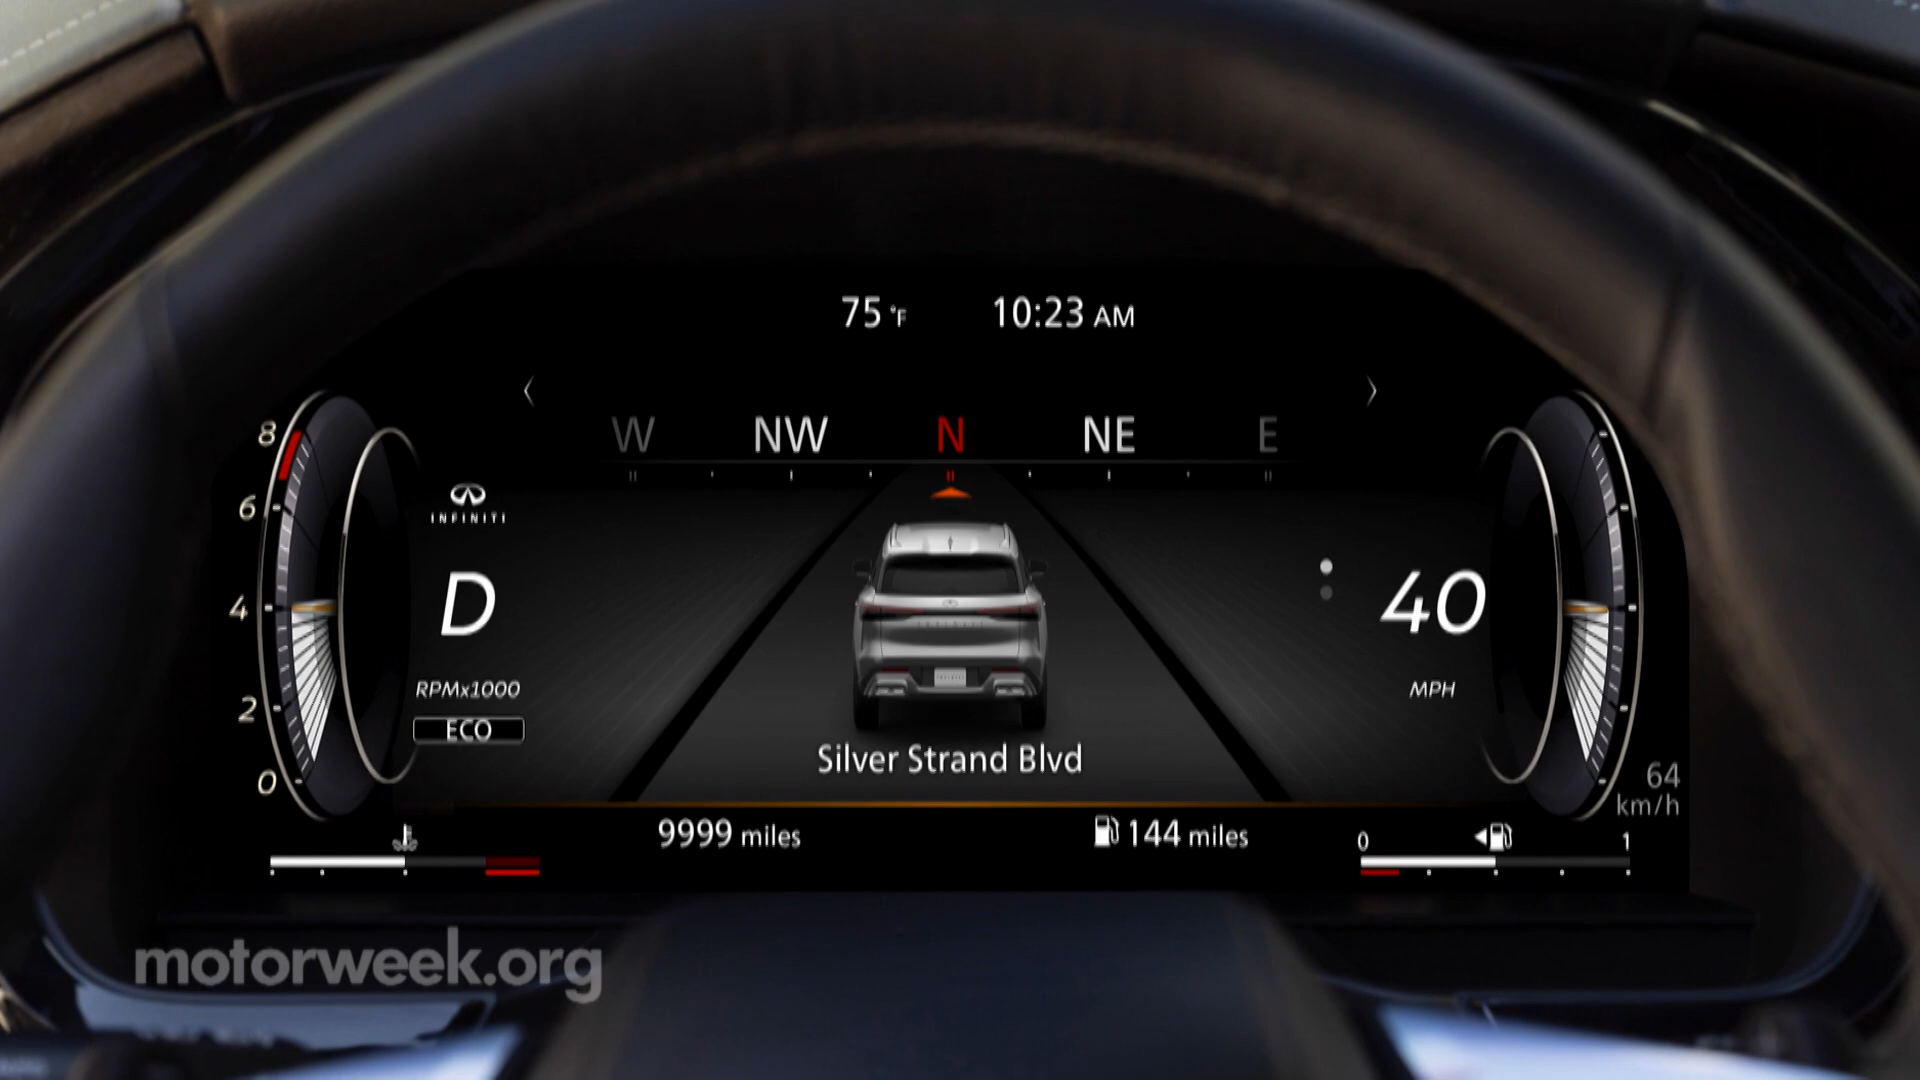 75 °F 10:23 AM
W NW N NE E
8
6
4
2
0
INFINITI
D
RPMx1000
ECO
40
MPH
Silver Strand Blvd
64
km/h
9999 miles
144 miles
0 1
motorweek.org